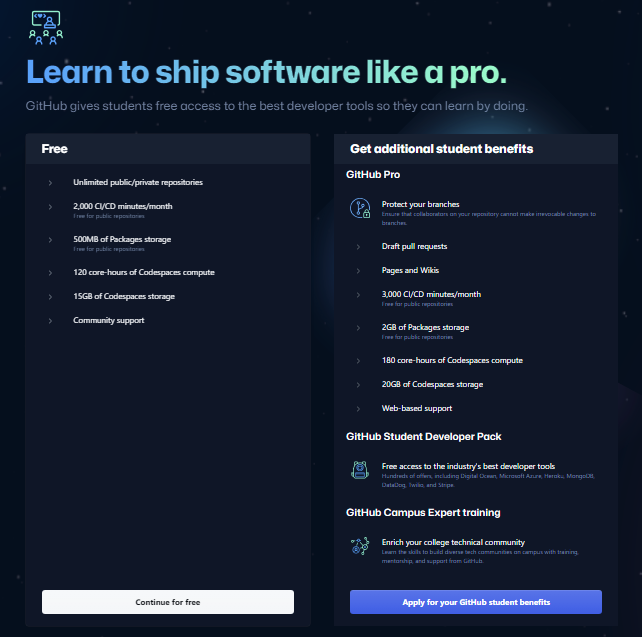 Learn to ship software like a pro.
GitHub gives students free access to the best developer tools so they can learn by doing.
Free
Unlimited public/private repositories
2,000 CI/CD minutes/month
Free for public repositories
500MB of Packages storage
Free for public repositories
120 core-hours of Codespaces compute
15GB of Codespaces storage
Community support
Continue for free
Get additional student benefits
GitHub Pro
Protect your branches
Ensure that collaborators on your repository cannot make irrevocable changes to
branches.
Draft pull requests
Pages and Wikis
3,000 CI/CD minutes/month
Free for public repositories
2GB of Packages storage
Free for public repositories
180 core-hours of Codespaces compute
20GB of Codespaces storage
Web-based support
GitHub Student Developer Pack
Free access to the industry's best developer tools
Hundreds of offers, including Digital Ocean, Microsoft Azure, Heroku, MongoDB,
DataDog, Twilio, and Stripe.
GitHub Campus Expert training
Enrich your college technical community
Learn the skills to build diverse tech communities on campus with training,
mentorship, and support from GitHub.
Apply for your GitHub student benefits